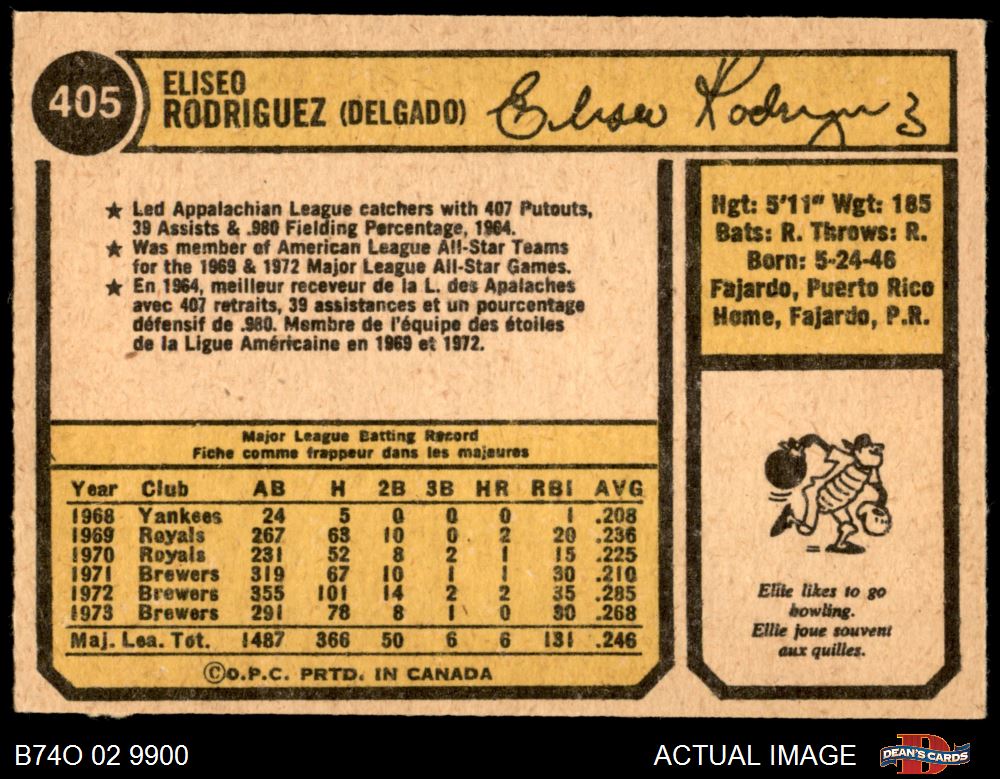 405
ELISEO
RODRIGUEZ (DELGADO)
Eliseo Rodriguez
★ Led Appalachian League catchers with 407 Putouts,
39 Assists & .980 Fielding Percentage, 1964.
★ Was member of American League All-Star Teams
for the 1969 & 1972 Major League All-Star Games.
★ En 1964, meilleur receveur de la L. des Apalaches
avec 407 retraits, 39 assistances et un pourcentage
défensif de .980. Membre de l'équipe des étoiles
de la Ligue Américaine en 1969 et 1972.
Hgt: 5'11" Wgt: 185
Bats: R. Throws: R.
Born: 5-24-46
Fajardo, Puerto Rico
Home, Fajardo, P.R.
Major League Batting Record
Fiche comme frappeur dans les majeures
Year Club AB H 2B 3B HR RBI AVG
1968 Yankees 24 5 0 0 0 1 .208
1969 Royals 267 63 10 0 2 20 .236
1970 Royals 231 52 8 2 1 15 .225
1971 Brewers 319 67 10 1 1 30 .210
1972 Brewers 355 101 14 2 2 35 .285
1973 Brewers 291 78 8 1 0 30 .268
Maj. Lea. Tot. 1487 366 50 6 6 131 .246
©O.P.C. PRTD. IN CANADA
Ellie likes to go
bowling.
Ellie joue souvent
aux quilles.
B74O 02 9900
ACTUAL IMAGE
DEAN'S CARDS